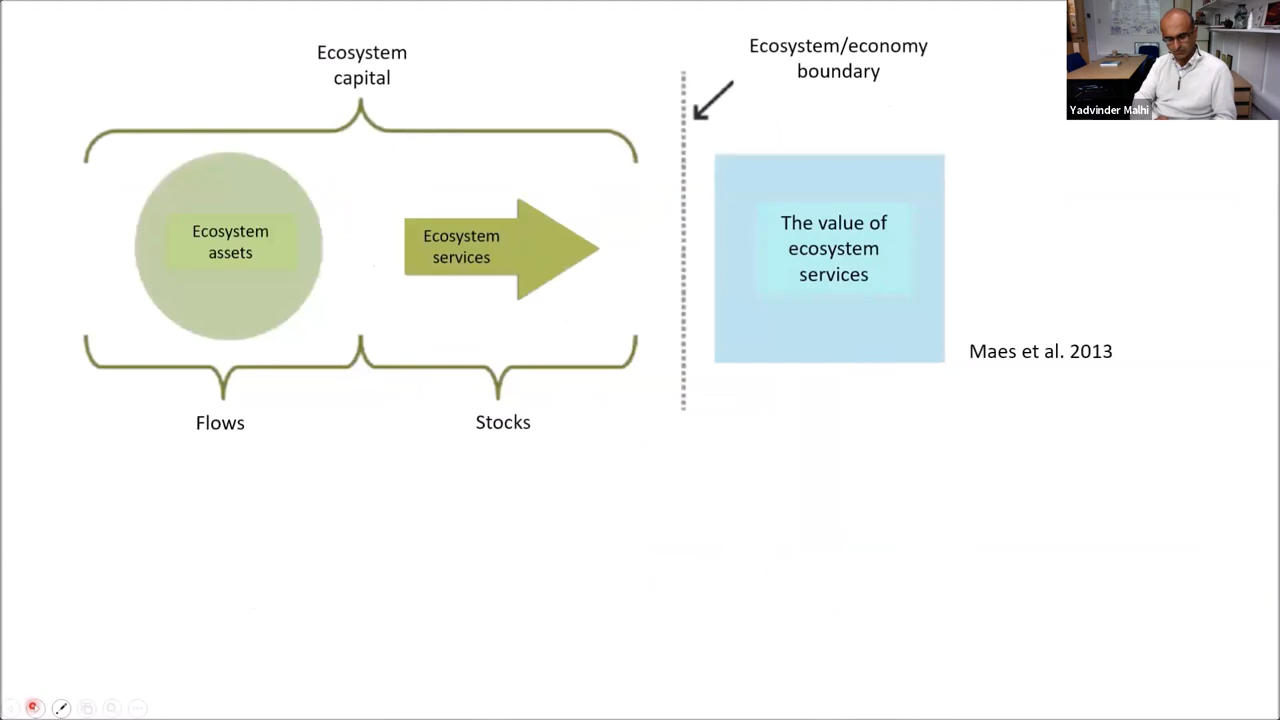 Ecosystem
capital
Ecosystem/economy
boundary
Yadvinder Malhi
Ecosystem
assets
Ecosystem
services
The value of
ecosystem
services
Maes et al. 2013
Flows
Stocks